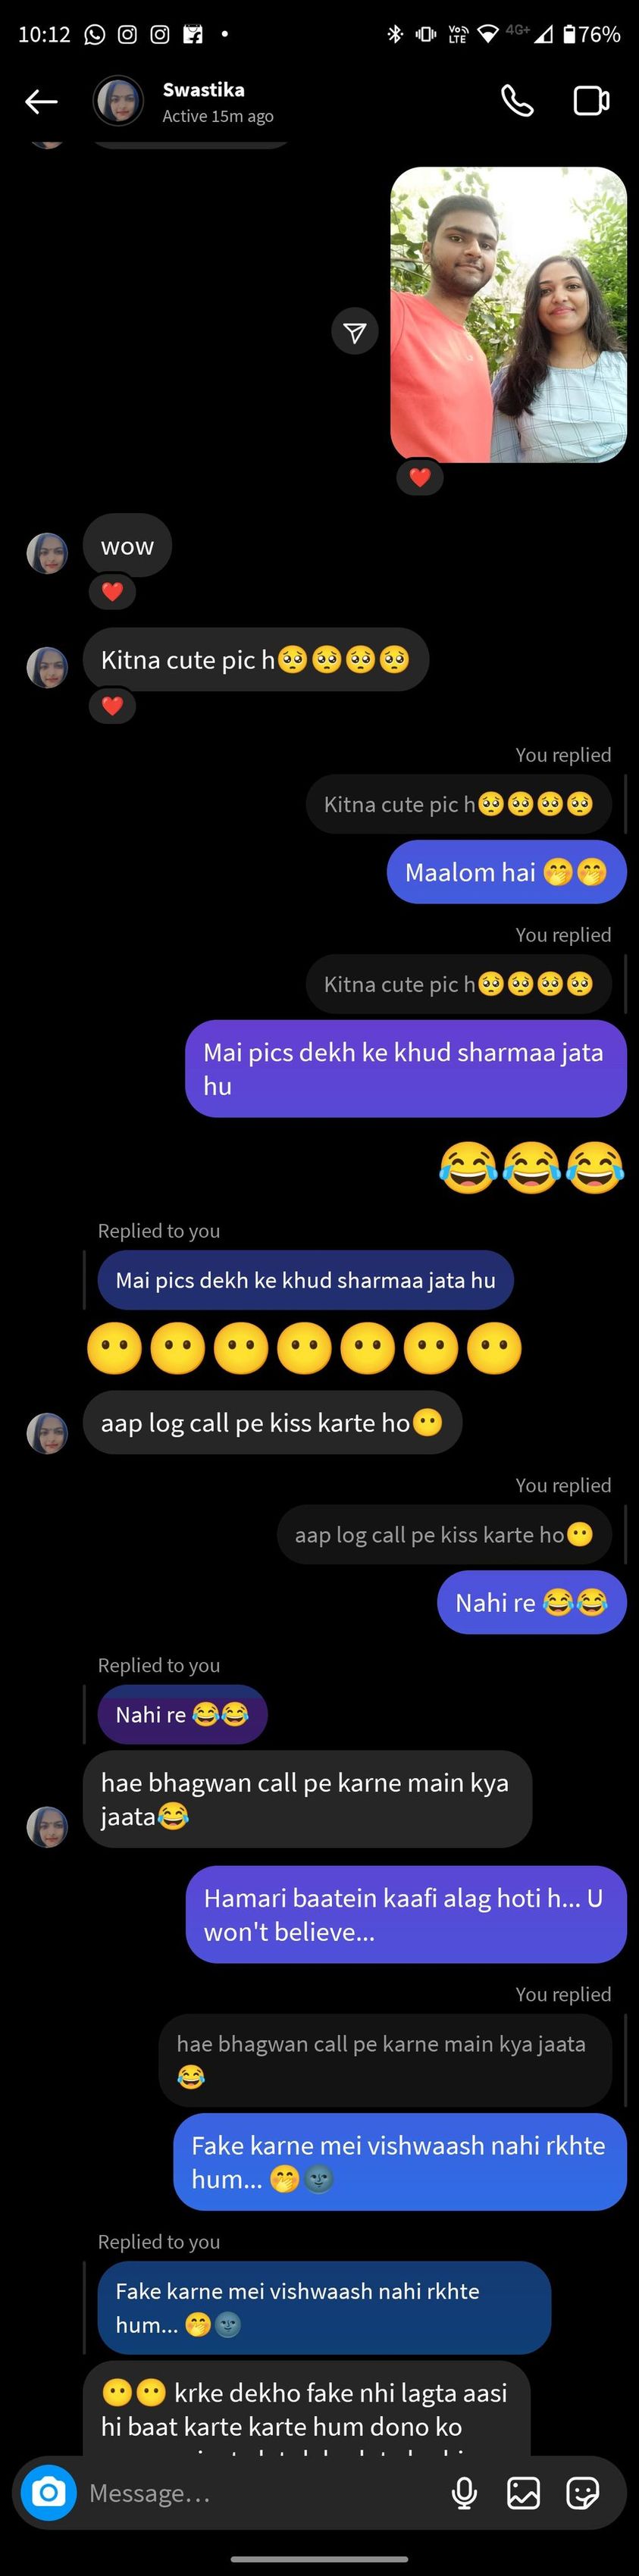 10:12
Vo))
LTE
4G+
76%
Swastika
Active 15m ago
wow
Kitna cute pic h🥺🥺🥺🥺
You replied
Kitna cute pic h🥺🥺🥺🥺
Maalom hai 🤭🤭
You replied
Kitna cute pic h🥺🥺🥺🥺
Mai pics dekh ke khud sharmaa jata
hu
😂😂😂
Replied to you
Mai pics dekh ke khud sharmaa jata hu
😶😶😶😶😶😶😶
aap log call pe kiss karte ho😶
You replied
aap log call pe kiss karte ho😶
Nahi re 😂😂
Replied to you
Nahi re 😂😂
hae bhagwan call pe karne main kya
jaata😂
Hamari baatein kaafi alag hoti h... U
won't believe...
You replied
hae bhagwan call pe karne main kya jaata
😂
Fake karne mei vishwaash nahi rkhte
hum... 🤭🌚
Replied to you
Fake karne mei vishwaash nahi rkhte
hum... 🤭🌚
😶😶 krke dekho fake nhi lagta aasi
hi baat karte karte hum dono ko
Message...